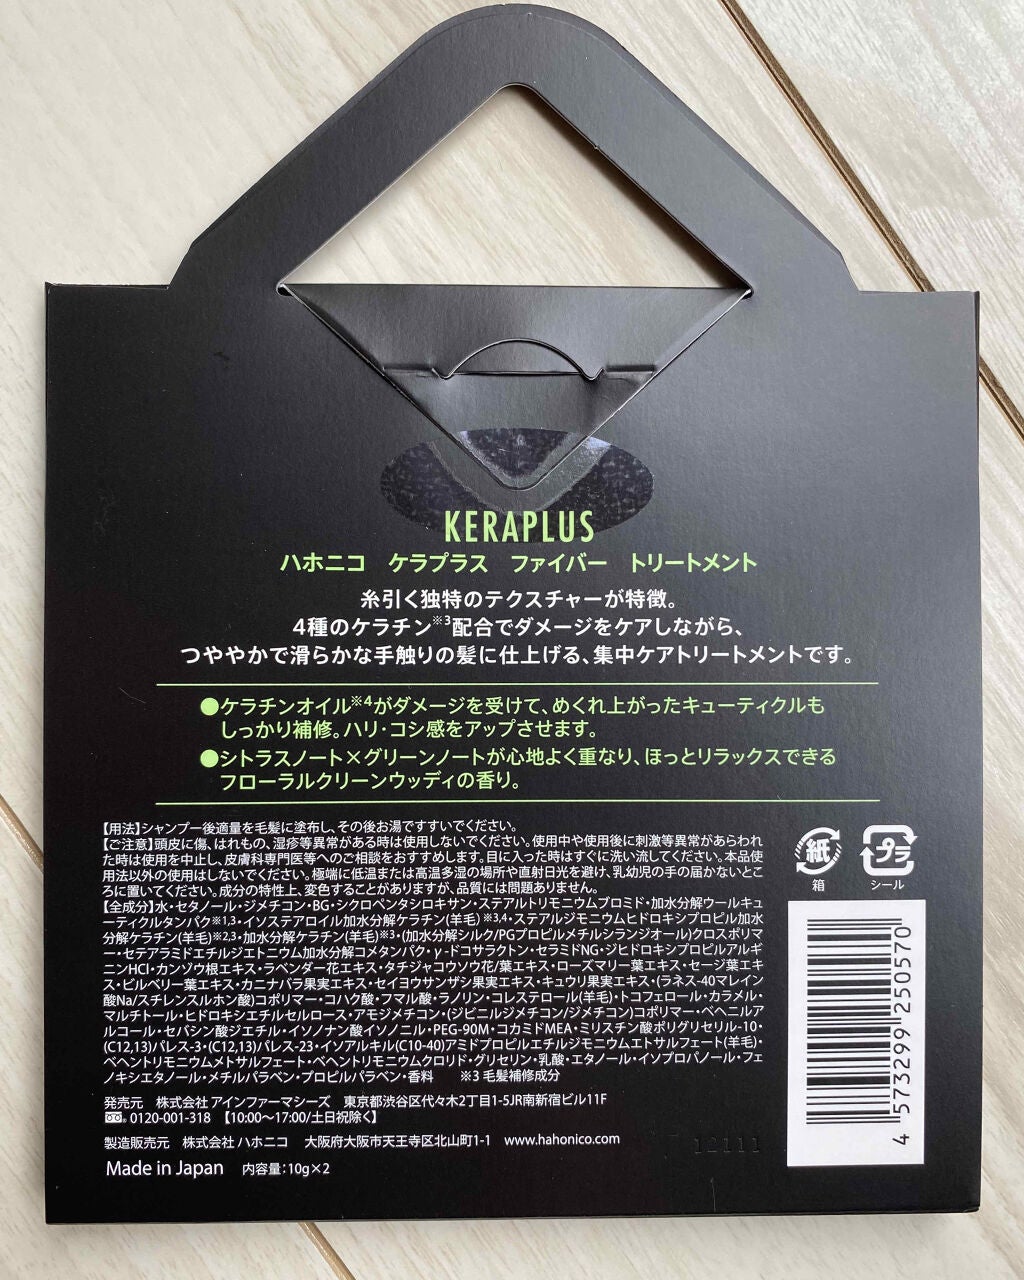 KERAPLUS
ハホニコ ケラプラス ファイバー トリートメント
糸引く独特のテクスチャーが特徴。
4種のケラチン※3配合でダメージをケアしながら、
つややかで滑らかな手触りの髪に仕上げる、集中ケアトリートメントです。
●ケラチンオイル※4がダメージを受けて、めくれ上がったキューティクルも
しっかり補修。ハリ・コシ感をアップさせます。
●シトラスノート×グリーンノートが心地よく重なり、ほっとリラックスできる
フローラルクリーンウッディの香り。
【用法】シャンプー後適量を毛髪に塗布し、その後お湯ですすいでください。
【ご注意】頭皮に傷、はれもの、湿疹等異常がある時は使用しないでください。使用中や使用後に刺激等異常があらわれ
た時は使用を中止し、皮膚科専門医等へのご相談をおすすめします。目に入った時はすぐに洗い流してください。本品使
用法以外の使用はしないでください。極端に低温または高温多湿の場所や直射日光を避け、乳幼児の手の届かないとこ
ろに置いてください。成分の特性上、変色することがありますが、品質には問題ありません。
【全成分】水・セタノール・ジメチコン・BG・シクロペンタシロキサン・ステアルトリモニウムブロミド・加水分解ウールキュ
ーティクルタンパク※1,3・イソステアロイル加水分解ケラチン(羊毛)※3,4・ステアルジモニウムヒドロキシプロピル加水
分解ケラチン(羊毛)※2,3・加水分解ケラチン(羊毛)※3・(加水分解シルク/PGプロピルメチルシランジオール)クロスポリマ
ー・セテアラミドエチルジエトニウム加水分解コメタンパク・γ-ドコサラクトン・セラミドNG・ジヒドロキシプロピルアルギ
ニンHCl・カンゾウ根エキス・ラベンダー花エキス・タチジャコウソウ花/葉エキス・ローズマリー葉エキス・セージ葉エキ
ス・ビルベリー葉エキス・カニナバラ果実エキス・セイヨウサンザシ果実エキス・キュウリ果実エキス・(ラネス-40マレイン
酸Na/スチレンスルホン酸)コポリマー・コハク酸・フマル酸・ラノリン・コレステロール(羊毛)・トコフェロール・カラメル・
マルチトール・ヒドロキシエチルセルロース・アモジメチコン・(ジビニルジメチコン/ジメチコン)コポリマー・ベヘニルア
ルコール・セバシン酸ジエチル・イソノナン酸イソノニル・PEG-90M・コカミドMEA・ミリスチン酸ポリグリセリル-10・
(C12,13)パレス-3・(C12,13)パレス-23・イソアルキル(C10-40)アミドプロピルエチルジモニウムエトサルフェート(羊毛)・
ベヘントリモニウムメトサルフェート・ベヘントリモニウムクロリド・グリセリン・乳酸・エタノール・イソプロパノール・フェ
ノキシエタノール・メチルパラベン・プロピルパラベン・香料 ※3 毛髪補修成分
発売元 株式会社 アインファーマシーズ 東京都渋谷区代々木2丁目1-5JR南新宿ビル11F
0120-001-318 【10:00〜17:00/土日祝除く】
製造販売元 株式会社 ハホニコ 大阪府大阪市天王寺区北山町1-1 www.hahonico.com
Made in Japan 内容量:10g×2
紙
箱
プラ
シール
4 573299 250570
12111